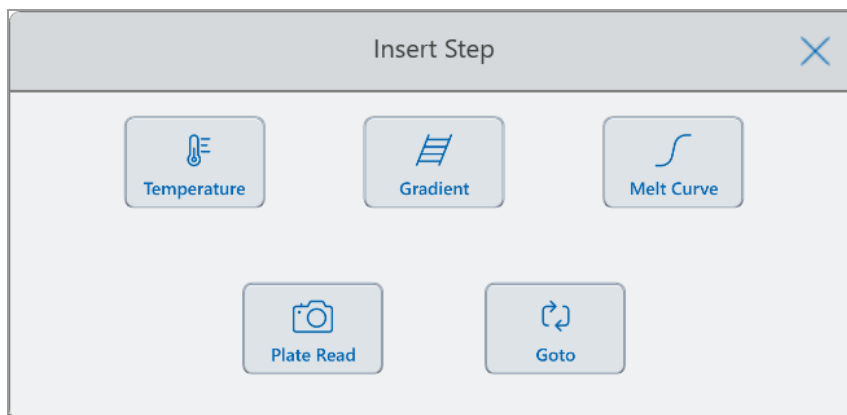 Insert Step
Temperature
Gradient
Melt Curve
Plate Read
Goto